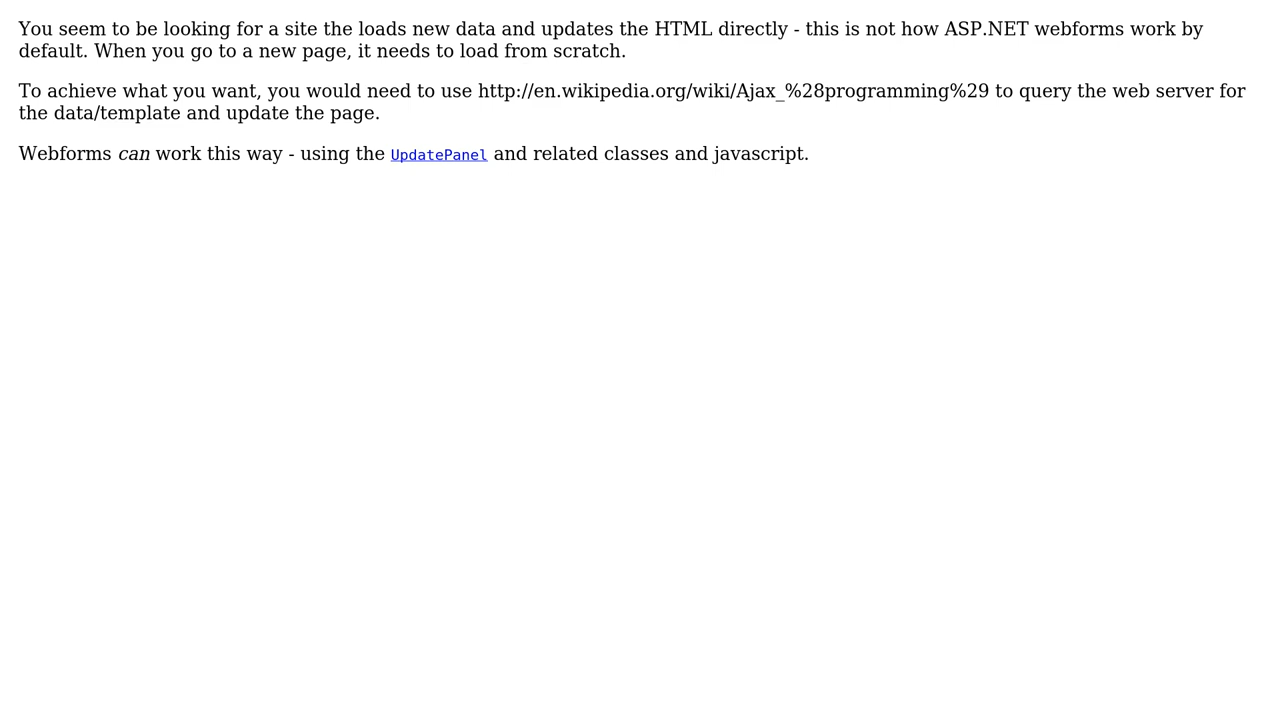 You seem to be looking for a site the loads new data and updates the HTML directly - this is not how ASP.NET webforms work by
default. When you go to a new page, it needs to load from scratch.
To achieve what you want, you would need to use http://en.wikipedia.org/wiki/Ajax_%28programming%29 to query the web server for
the data/template and update the page.
Webforms can work this way - using the UpdatePanel and related classes and javascript.